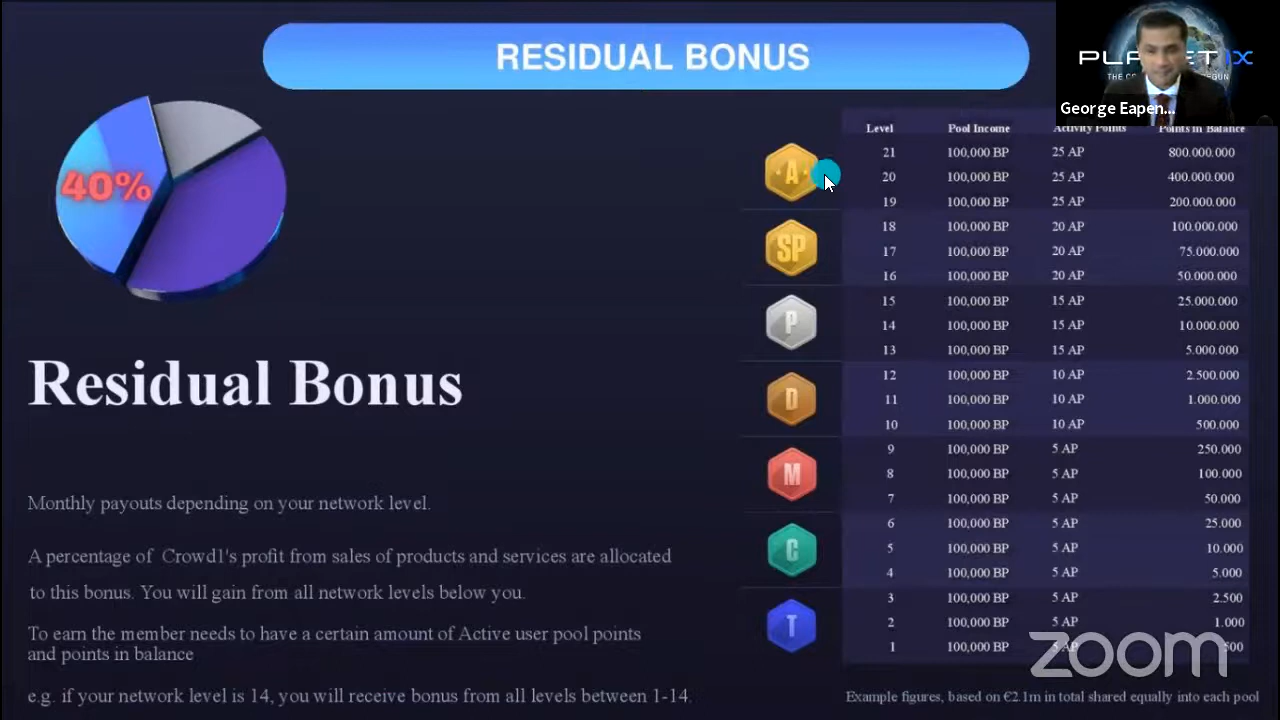 RESIDUAL BONUS
George Eapen...
40%
Residual Bonus
Monthly payouts depending on your network level.
A percentage of Crowd1's profit from sales of products and services are allocated
to this bonus. You will gain from all network levels below you.
To earn the member needs to have a certain amount of Active user pool points
and points in balance
e.g. if your network level is 14, you will receive bonus from all levels between 1-14.
A
SP
P
D
M
C
T
Level Pool Income Activity Points Points in Balance
21 100,000 BP 25 AP 800.000.000
20 100,000 BP 25 AP 400.000.000
19 100,000 BP 25 AP 200.000.000
18 100,000 BP 20 AP 100.000.000
17 100,000 BP 20 AP 75.000.000
16 100,000 BP 20 AP 50.000.000
15 100,000 BP 15 AP 25.000.000
14 100,000 BP 15 AP 10.000.000
13 100,000 BP 15 AP 5.000.000
12 100,000 BP 10 AP 2.500.000
11 100,000 BP 10 AP 1.000.000
10 100,000 BP 10 AP 500.000
9 100,000 BP 5 AP 250.000
8 100,000 BP 5 AP 100.000
7 100,000 BP 5 AP 50.000
6 100,000 BP 5 AP 25.000
5 100,000 BP 5 AP 10.000
4 100,000 BP 5 AP 5.000
3 100,000 BP 5 AP 2.500
2 100,000 BP 5 AP 1.000
1 100,000 BP 5 AP 500
zoom
Example figures, based on €2.1m in total shared equally into each pool